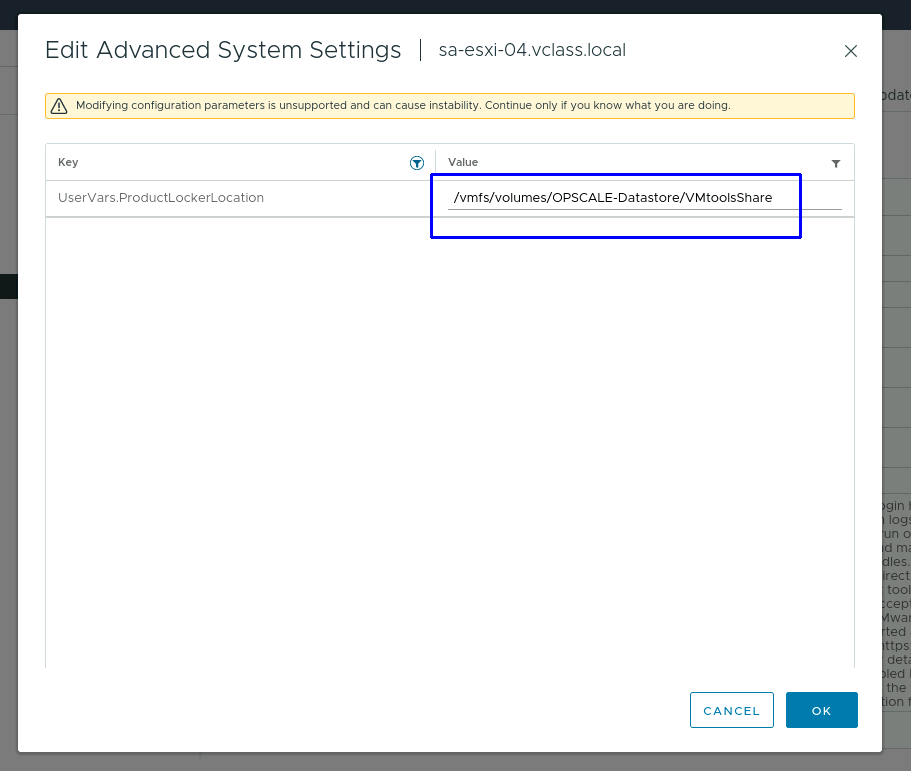 Edit Advanced System Settings | sa-esxi-04.vclass.local
Modifying configuration parameters is unsupported and can cause instability. Continue only if you know what you are doing.
Key Value
UserVars.ProductLockerLocation /vmfs/volumes/OPSCALE-Datastore/VMtoolsShare
CANCEL OK